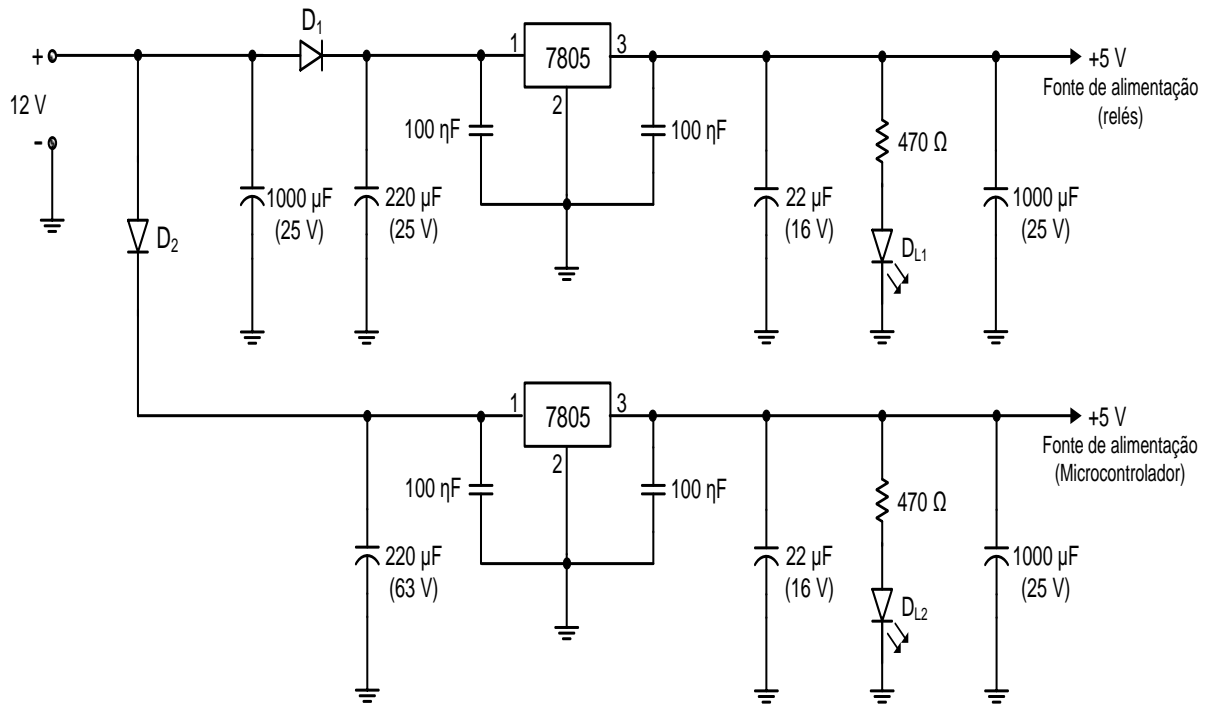 D1
+
12 V
-
1
7805
3
2
+5 V
Fonte de alimentação
(relés)
100 ηF
100 ηF
470 Ω
1000 µF
(25 V)
220 µF
(25 V)
22 µF
(16 V)
1000 µF
(25 V)
D2
DL1
1
7805
3
2
+5 V
Fonte de alimentação
(Microcontrolador)
100 ηF
100 ηF
470 Ω
220 µF
(63 V)
22 µF
(16 V)
1000 µF
(25 V)
DL2